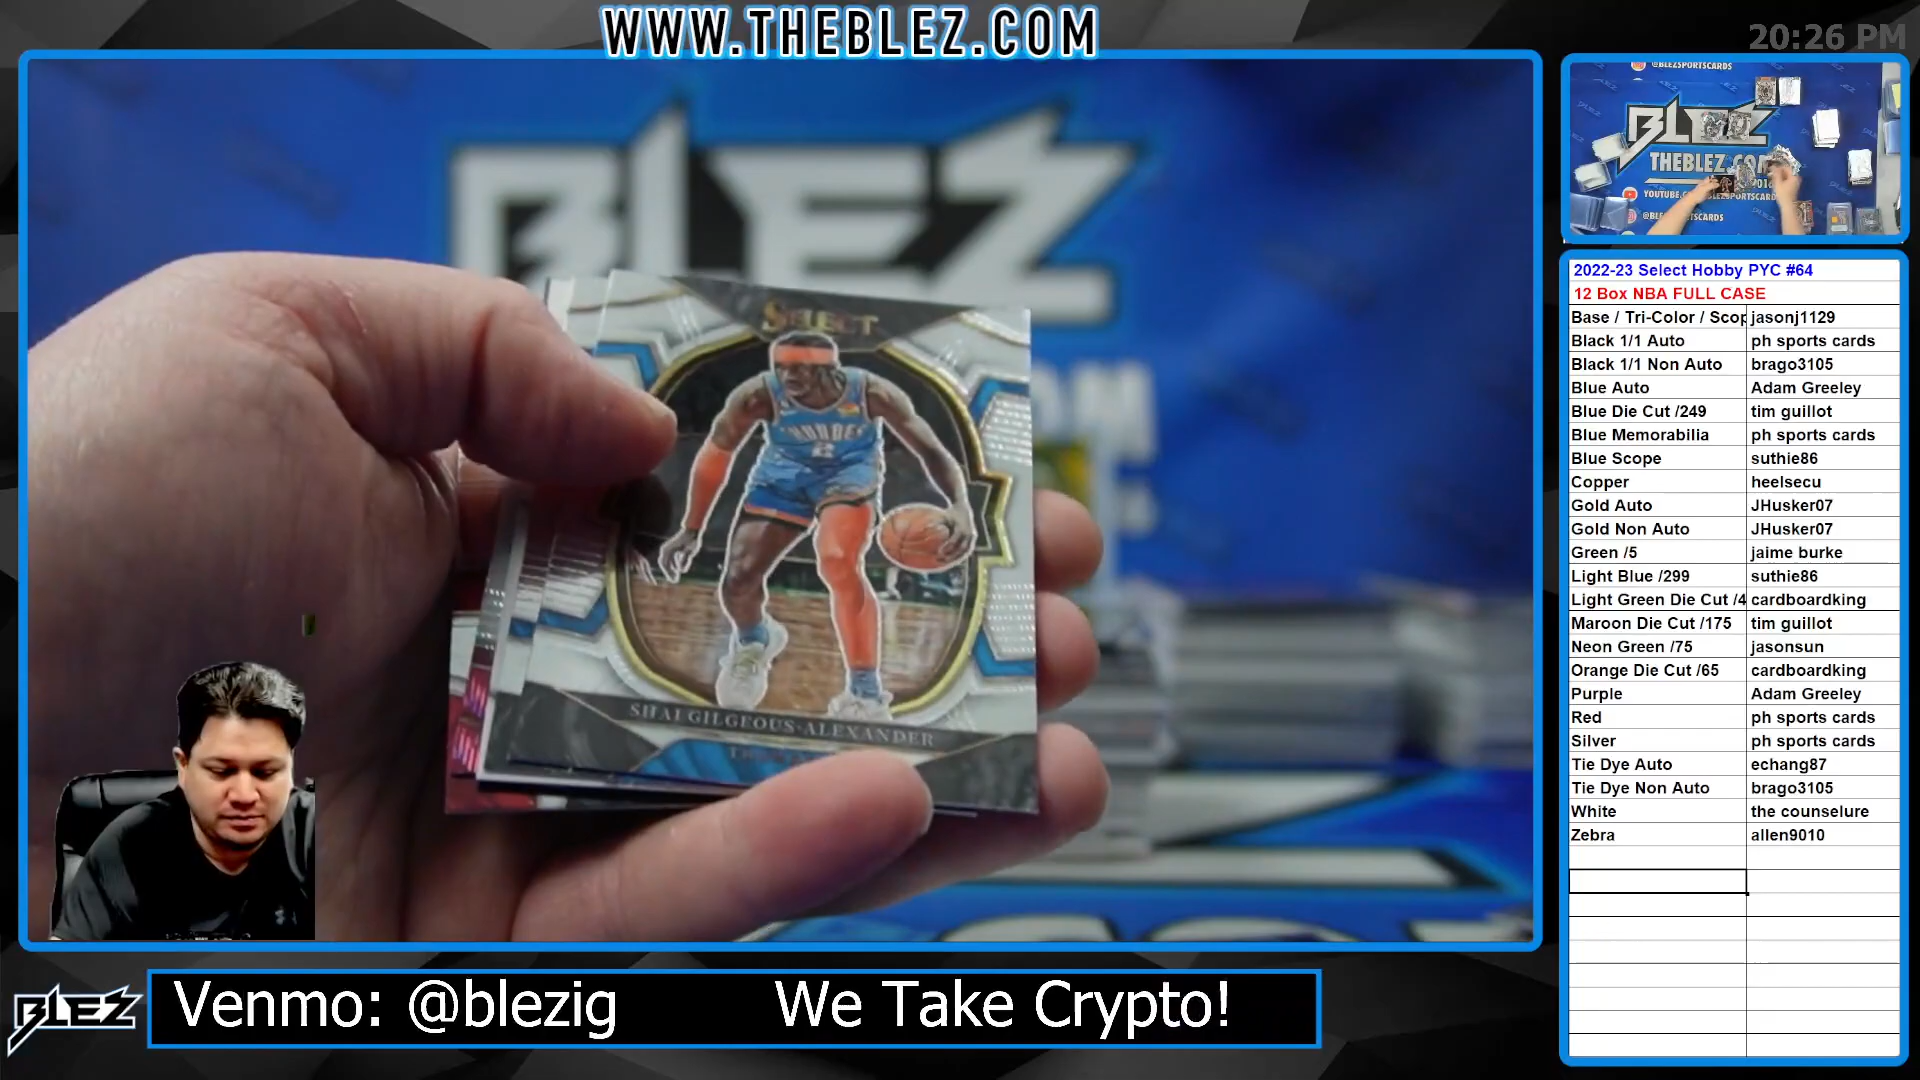 WWW.THEBLEZ.COM
20:26 PM
BLEZ
SELECT
THUNDER
2
SHAI GILGEOUS-ALEXANDER
@BLEZSPORTSCARDS
BLEZ
THEBLEZ.COM
2022-23 Select Hobby PYC #64
12 Box NBA FULL CASE
Base / Tri-Color / Scop jasonj1129
Black 1/1 Auto ph sports cards
Black 1/1 Non Auto brago3105
Blue Auto Adam Greeley
Blue Die Cut /249 tim guillot
Blue Memorabilia ph sports cards
Blue Scope suthie86
Copper heelsecu
Gold Auto JHusker07
Gold Non Auto JHusker07
Green /5 jaime burke
Light Blue /299 suthie86
Light Green Die Cut /4 cardboardking
Maroon Die Cut /175 tim guillot
Neon Green /75 jasonsun
Orange Die Cut /65 cardboardking
Purple Adam Greeley
Red ph sports cards
Silver ph sports cards
Tie Dye Auto echang87
Tie Dye Non Auto brago3105
White the counselure
Zebra allen9010
BLEZ
Venmo: @blezig We Take Crypto!